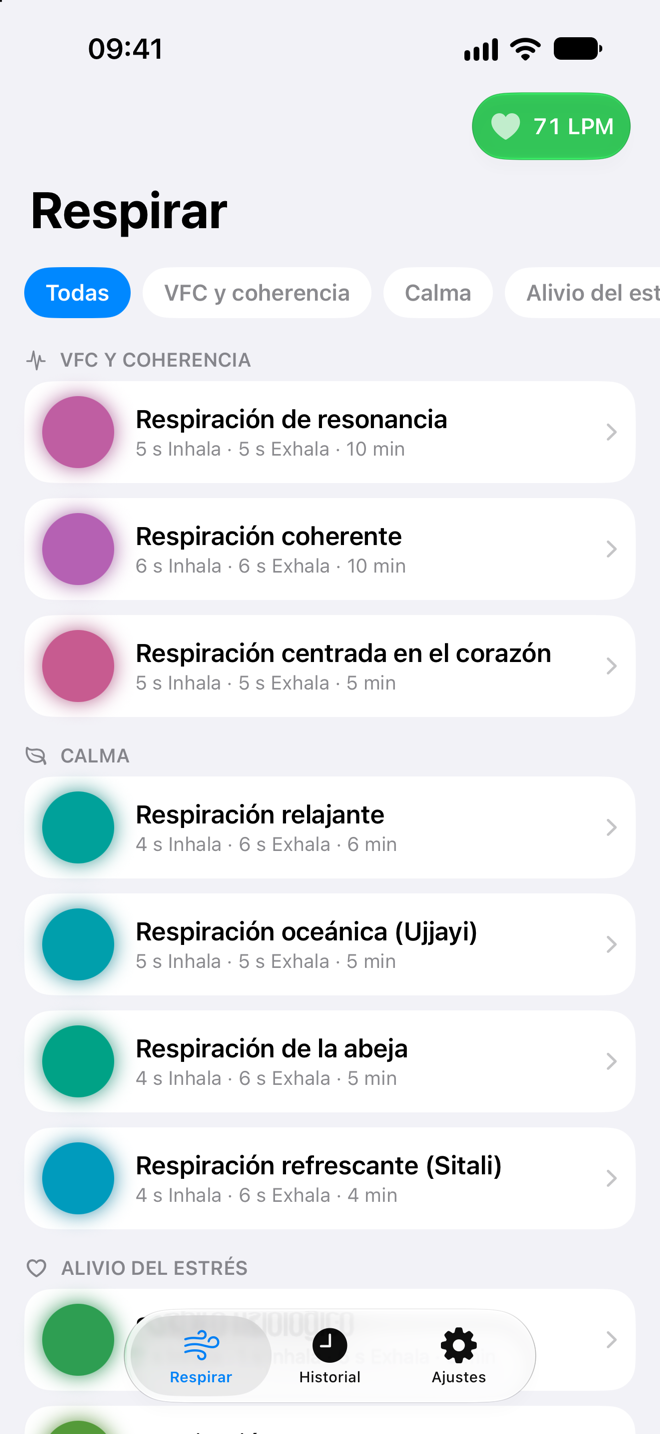 09:41
71 LPM
Respirar
Todas
VFC y coherencia
Calma
Alivio del est
VFC Y COHERENCIA
Respiración de resonancia
5 s Inhala · 5 s Exhala · 10 min
Respiración coherente
6 s Inhala · 6 s Exhala · 10 min
Respiración centrada en el corazón
5 s Inhala · 5 s Exhala · 5 min
CALMA
Respiración relajante
4 s Inhala · 6 s Exhala · 6 min
Respiración oceánica (Ujjayi)
5 s Inhala · 5 s Exhala · 5 min
Respiración de la abeja
4 s Inhala · 6 s Exhala · 5 min
Respiración refrescante (Sitali)
4 s Inhala · 6 s Exhala · 4 min
ALIVIO DEL ESTRÉS
Respirar
Historial
Ajustes